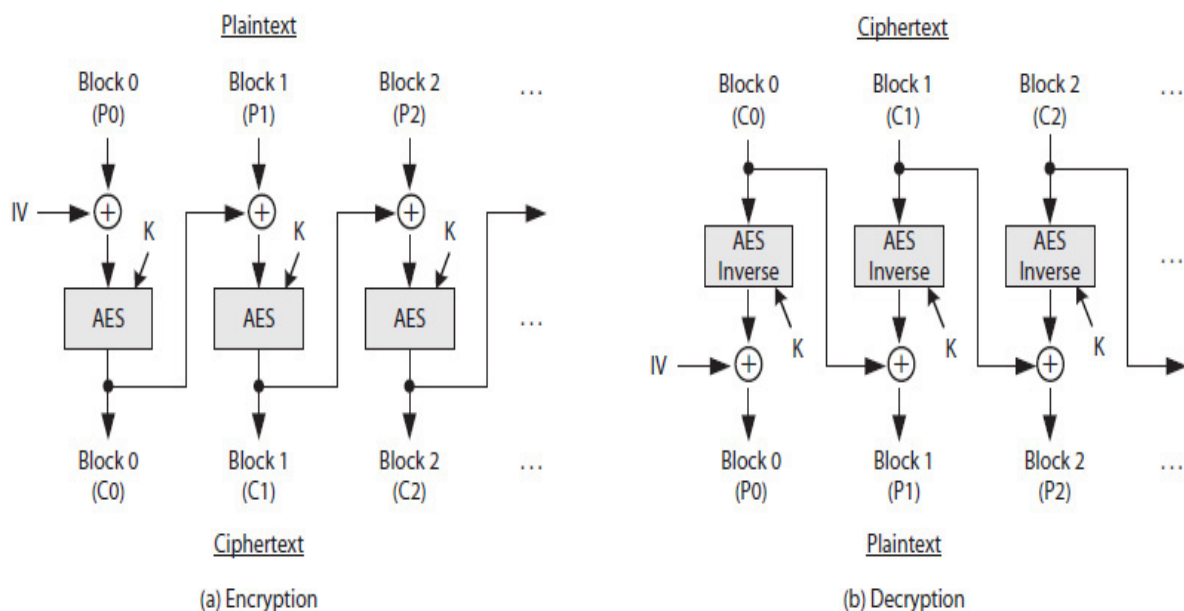 Plaintext
Block 0 Block 1 Block 2 ...
(P0) (P1) (P2)
IV + + +
K K K
AES AES AES ...
Block 0 Block 1 Block 2 ...
(C0) (C1) (C2)
Ciphertext
(a) Encryption
Ciphertext
Block 0 Block 1 Block 2 ...
(C0) (C1) (C2)
AES AES AES
Inverse Inverse Inverse ...
K K K
IV + + +
Block 0 Block 1 Block 2 ...
(P0) (P1) (P2)
Plaintext
(b) Decryption